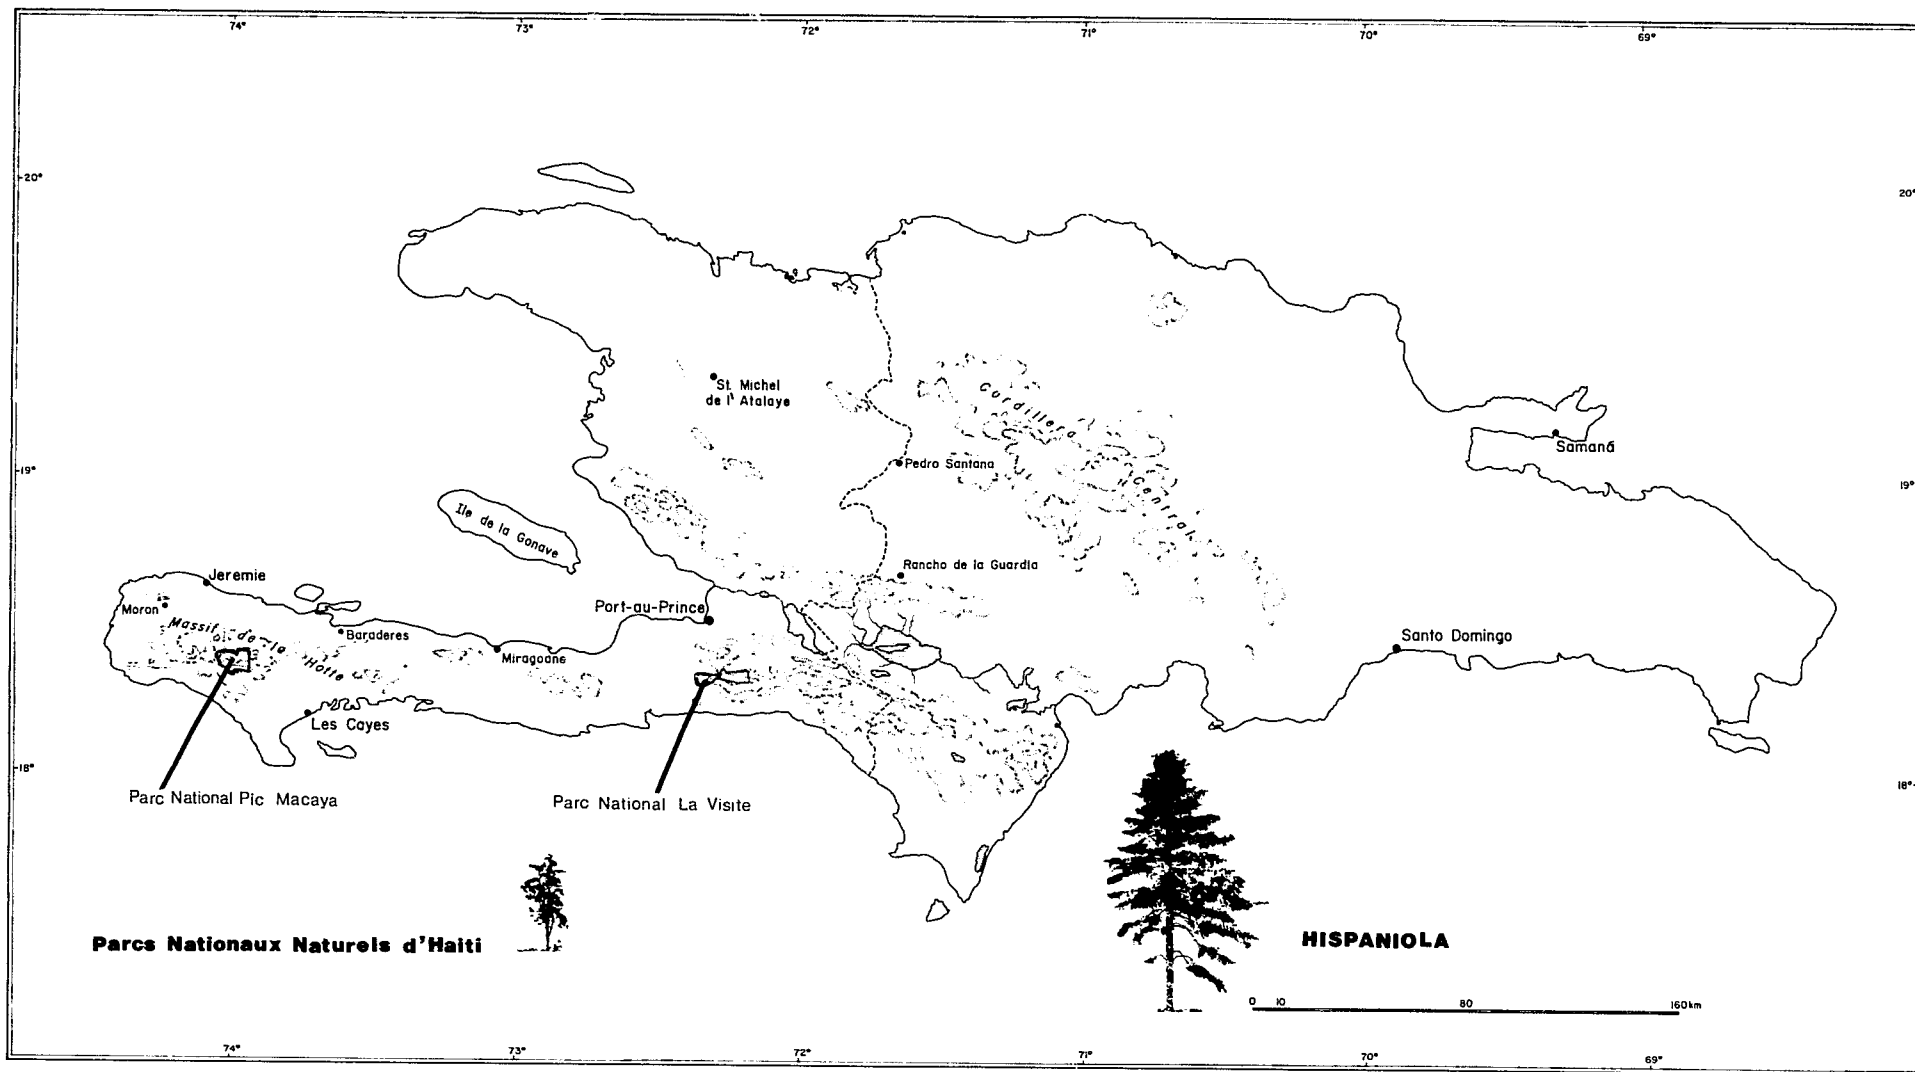 74°
73°
72°
71°
70°
69°
20°
20°
St. Michel
de l' Atalaye
Cordillera
Central
Samaná
19°
Pedro Santana
19°
Ile de la Gonave
Rancho de la Guardia
Jeremie
Moron
Port-au-Prince
Massif de la Hotte
Baraderes
Miragoane
Santo Domingo
Les Cayes
18°
18°
Parc National Pic Macaya
Parc National La Visite
Parcs Nationaux Naturels d'Haiti
HISPANIOLA
0 10 80 160km
74°
73°
72°
71°
70°
69°